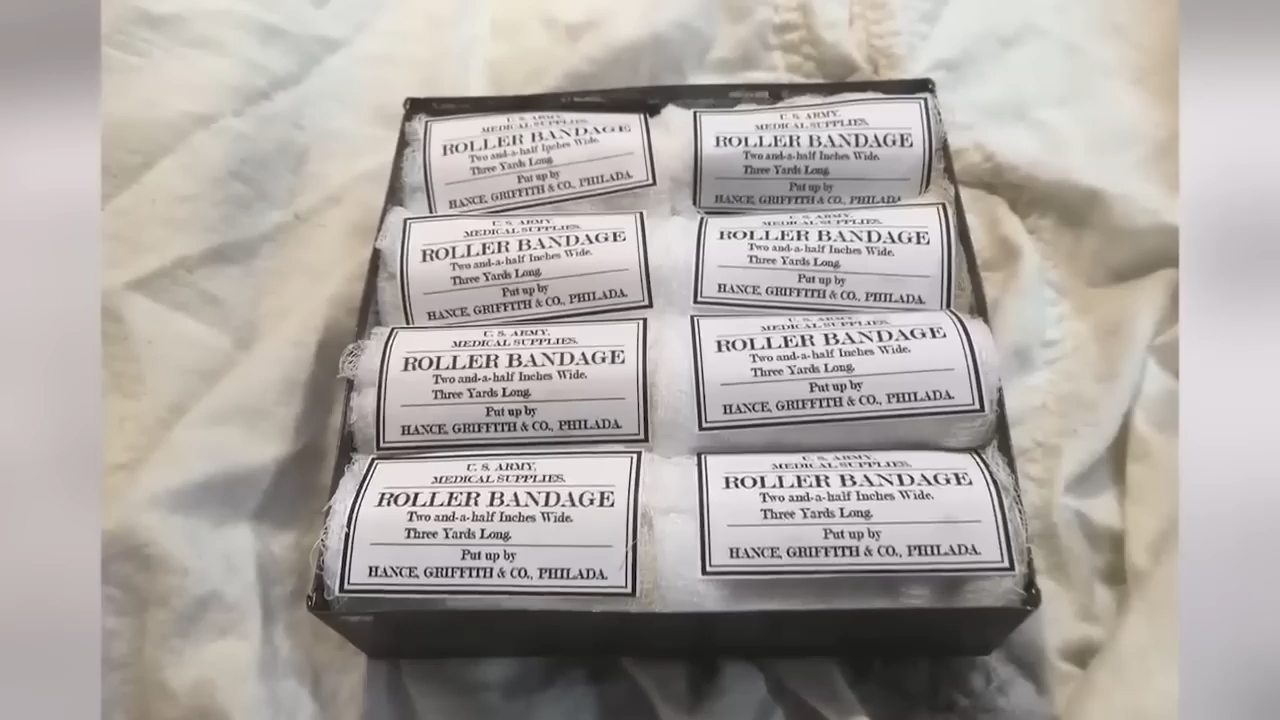 U. S. ARMY,
MEDICAL SUPPLIES.
ROLLER BANDAGE
Two and-a-half Inches Wide.
Three Yards Long.
Put up by
HANCE, GRIFFITH & CO., PHILADA.
U. S. ARMY,
MEDICAL SUPPLIES.
ROLLER BANDAGE
Two and-a-half Inches Wide.
Three Yards Long.
Put up by
HANCE, GRIFFITH & CO., PHILADA
U. S. ARMY,
MEDICAL SUPPLIES.
ROLLER BANDAGE
Two and-a-half Inches Wide.
Three Yards Long.
Put up by
HANCE, GRIFFITH & CO., PHILADA.
U. S. ARMY,
MEDICAL SUPPLIES.
ROLLER BANDAGE
Two and-a-half Inches Wide.
Three Yards Long.
Put up by
HANCE, GRIFFITH & CO., PHILADA.
U. S. ARMY,
MEDICAL SUPPLIES.
ROLLER BANDAGE
Two and-a-half Inches Wide.
Three Yards Long.
Put up by
HANCE, GRIFFITH & CO., PHILADA.
U. S. ARMY,
MEDICAL SUPPLIES.
ROLLER BANDAGE
Two and-a-half Inches Wide.
Three Yards Long.
Put up by
HANCE, GRIFFITH & CO., PHILADA.
U. S. ARMY,
MEDICAL SUPPLIES.
ROLLER BANDAGE
Two and-a-half Inches Wide.
Three Yards Long.
Put up by
HANCE, GRIFFITH & CO., PHILADA.
U. S. ARMY,
MEDICAL SUPPLIES.
ROLLER BANDAGE
Two and-a-half Inches Wide.
Three Yards Long.
Put up by
HANCE, GRIFFITH & CO., PHILADA.